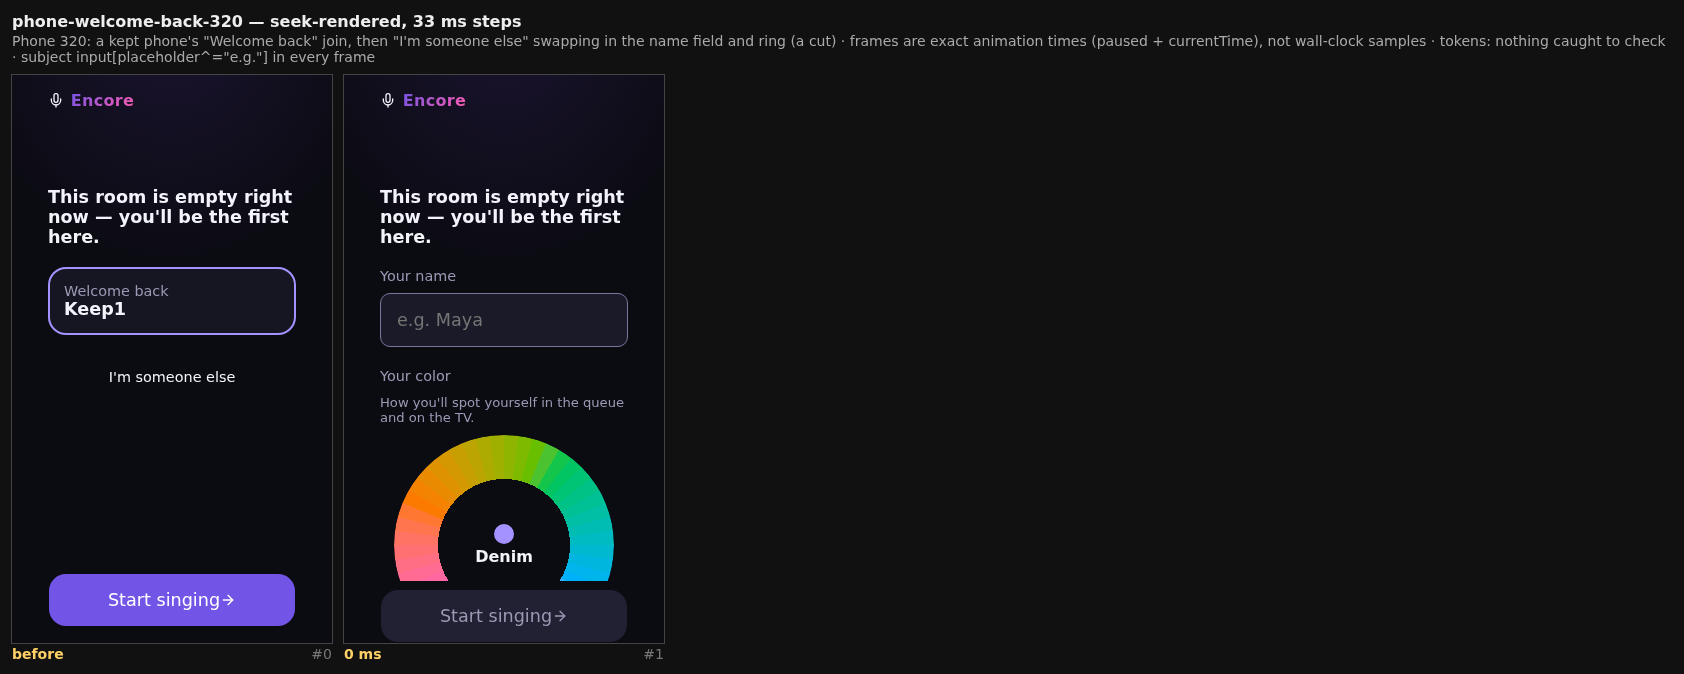 phone-welcome-back-320 — seek-rendered, 33 ms steps
Phone 320: a kept phone's "Welcome back" join, then "I'm someone else" swapping in the name field and ring (a cut) · frames are exact animation times (paused + currentTime), not wall-clock samples · tokens: nothing caught to check
· subject input[placeholder^="e.g."] in every frame
Encore
This room is empty right
now — you'll be the first
here.
Welcome back
Keep1
I'm someone else
Start singing→
before
#0
Encore
This room is empty right
now — you'll be the first
here.
Your name
e.g. Maya
Your color
How you'll spot yourself in the queue
and on the TV.
Denim
Start singing→
0 ms
#1